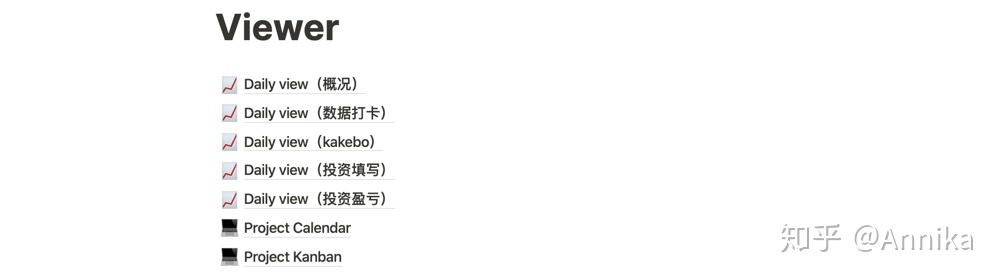 Viewer
Daily view（概况）
Daily view（数据打卡）
Daily view（kakebo）
Daily view（投资填写）
Daily view（投资盈亏）
Project Calendar
Project Kanban
知乎 @Annika